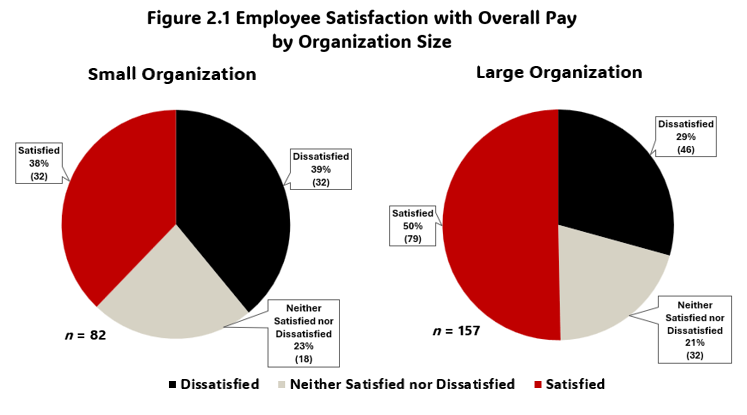 Figure 2.1 Employee Satisfaction with Overall Pay
by Organization Size
Small Organization
Satisfied
38%
(32)
Dissatisfied
39%
(32)
Neither
Satisfied nor
Dissatisfied
23%
(18)
n = 82
Large Organization
Dissatisfied
29%
(46)
Satisfied
50%
(79)
Neither
Satisfied nor
Dissatisfied
21%
(32)
n = 157
Dissatisfied
Neither Satisfied nor Dissatisfied
Satisfied